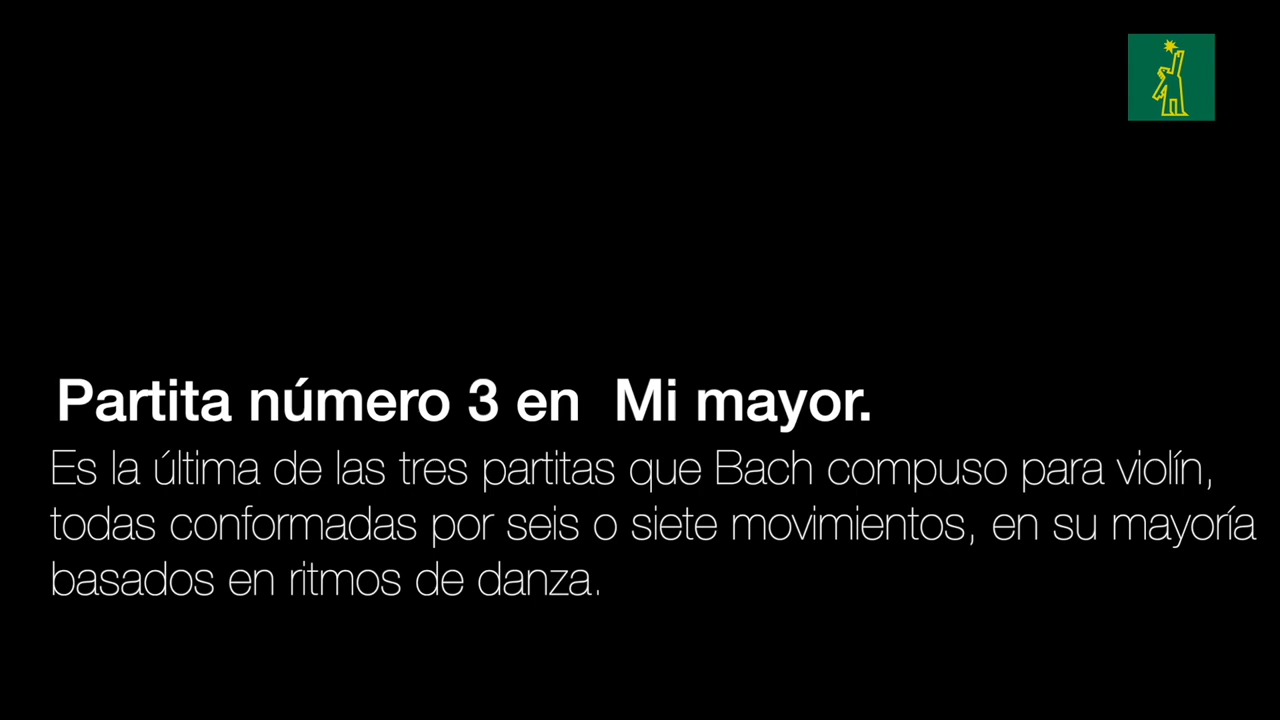 Partita número 3 en  Mi mayor.
Es la última de las tres partitas que Bach compuso para violín,
todas conformadas por seis o siete movimientos, en su mayoría
basados en ritmos de danza.